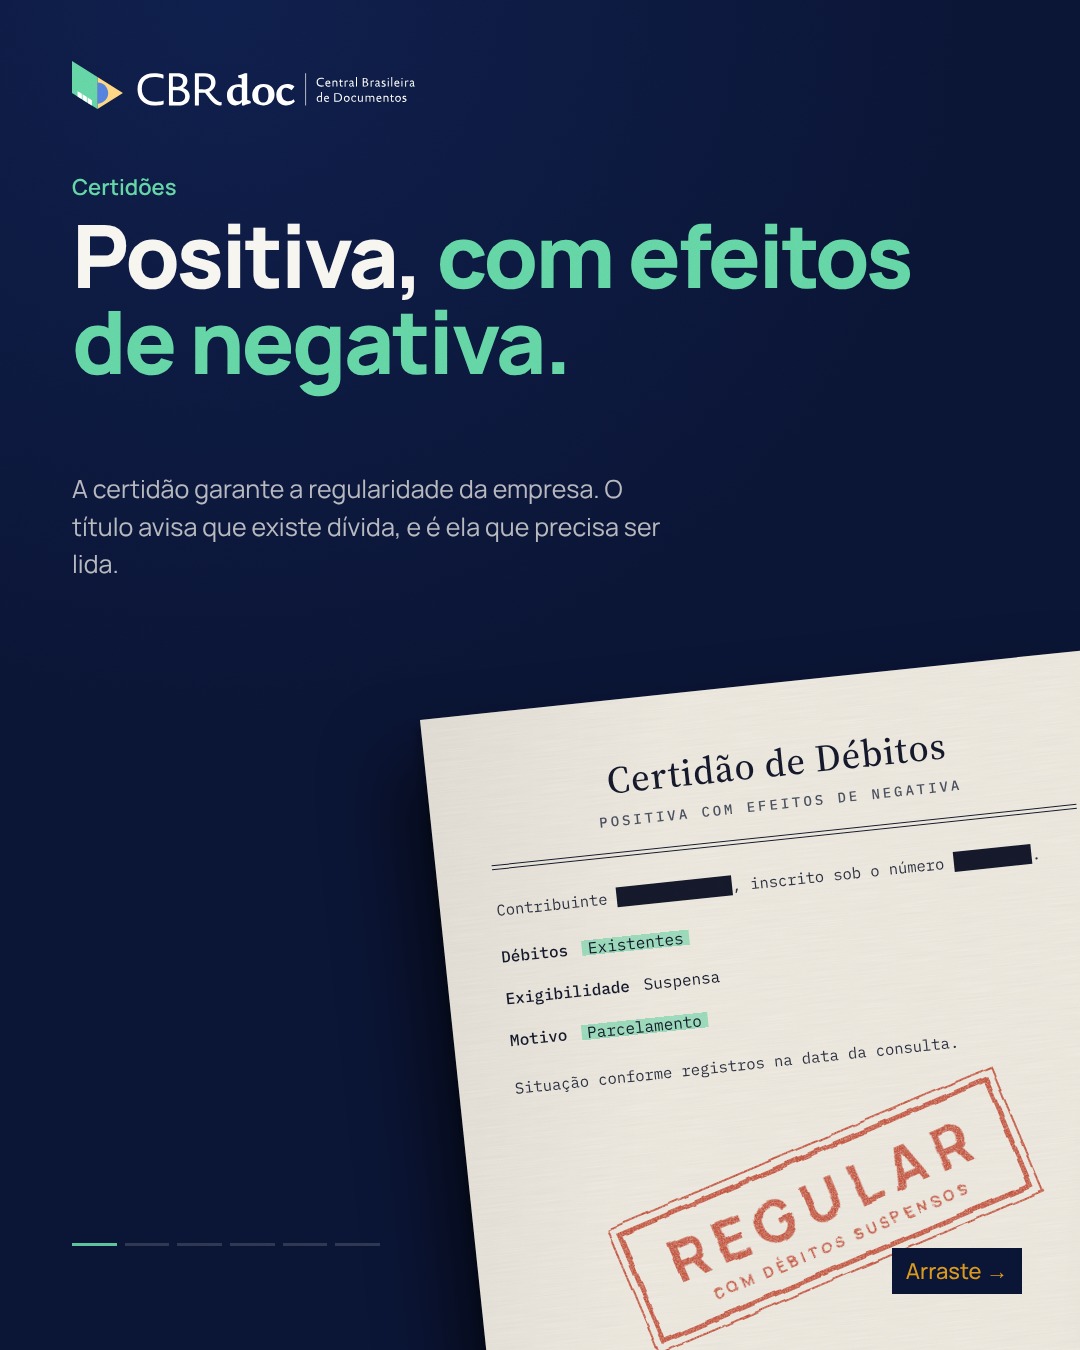 CBRdoc
Central Brasileira
de Documentos
Certidões
Positiva, com efeitos
de negativa.
A certidão garante a regularidade da empresa. O
título avisa que existe dívida, e é ela que precisa ser
lida.
Certidão de Débitos
POSITIVA COM EFEITOS DE NEGATIVA
Contribuinte , inscrito sob o número .
Débitos Existentes
Exigibilidade Suspensa
Motivo Parcelamento
Situação conforme registros na data da consulta.
REGULAR
COM DÉBITOS SUSPENSOS
Arraste →